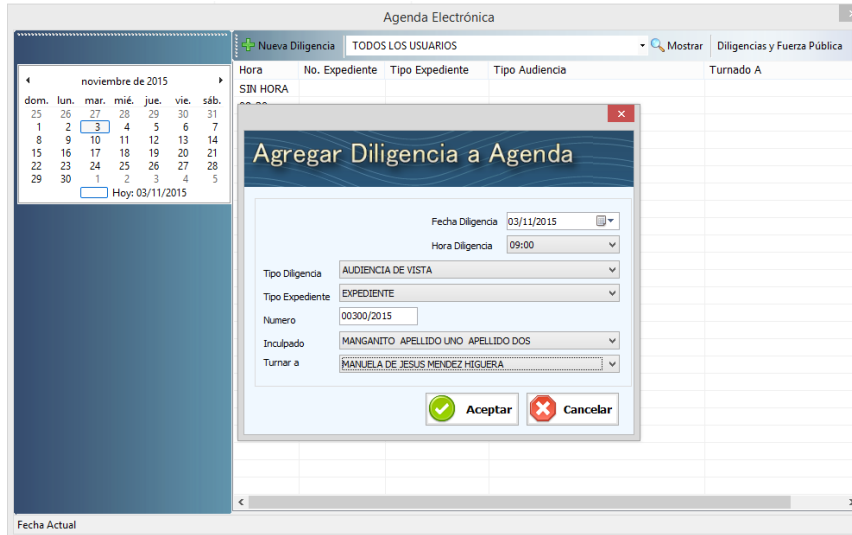 Agenda Electrónica
Nueva Diligencia TODOS LOS USUARIOS Mostrar Diligencias y Fuerza Pública
noviembre de 2015
dom. lun. mar. mié. jue. vie. sáb.
25 26 27 28 29 30 31
1 2 3 4 5 6 7
8 9 10 11 12 13 14
15 16 17 18 19 20 21
22 23 24 25 26 27 28
29 30 1 2 3 4 5
Hoy: 03/11/2015
Hora No. Expediente Tipo Expediente Tipo Audiencia Turnado A
SIN HORA
Agregar Diligencia a Agenda
Fecha Diligencia 03/11/2015
Hora Diligencia 09:00
Tipo Diligencia AUDIENCIA DE VISTA
Tipo Expediente EXPEDIENTE
Numero 00300/2015
Inculpado MANGANITO APELLIDO UNO APELLIDO DOS
Turnar a MANUELA DE JESUS MENDEZ HIGUERA
Aceptar Cancelar
Fecha Actual